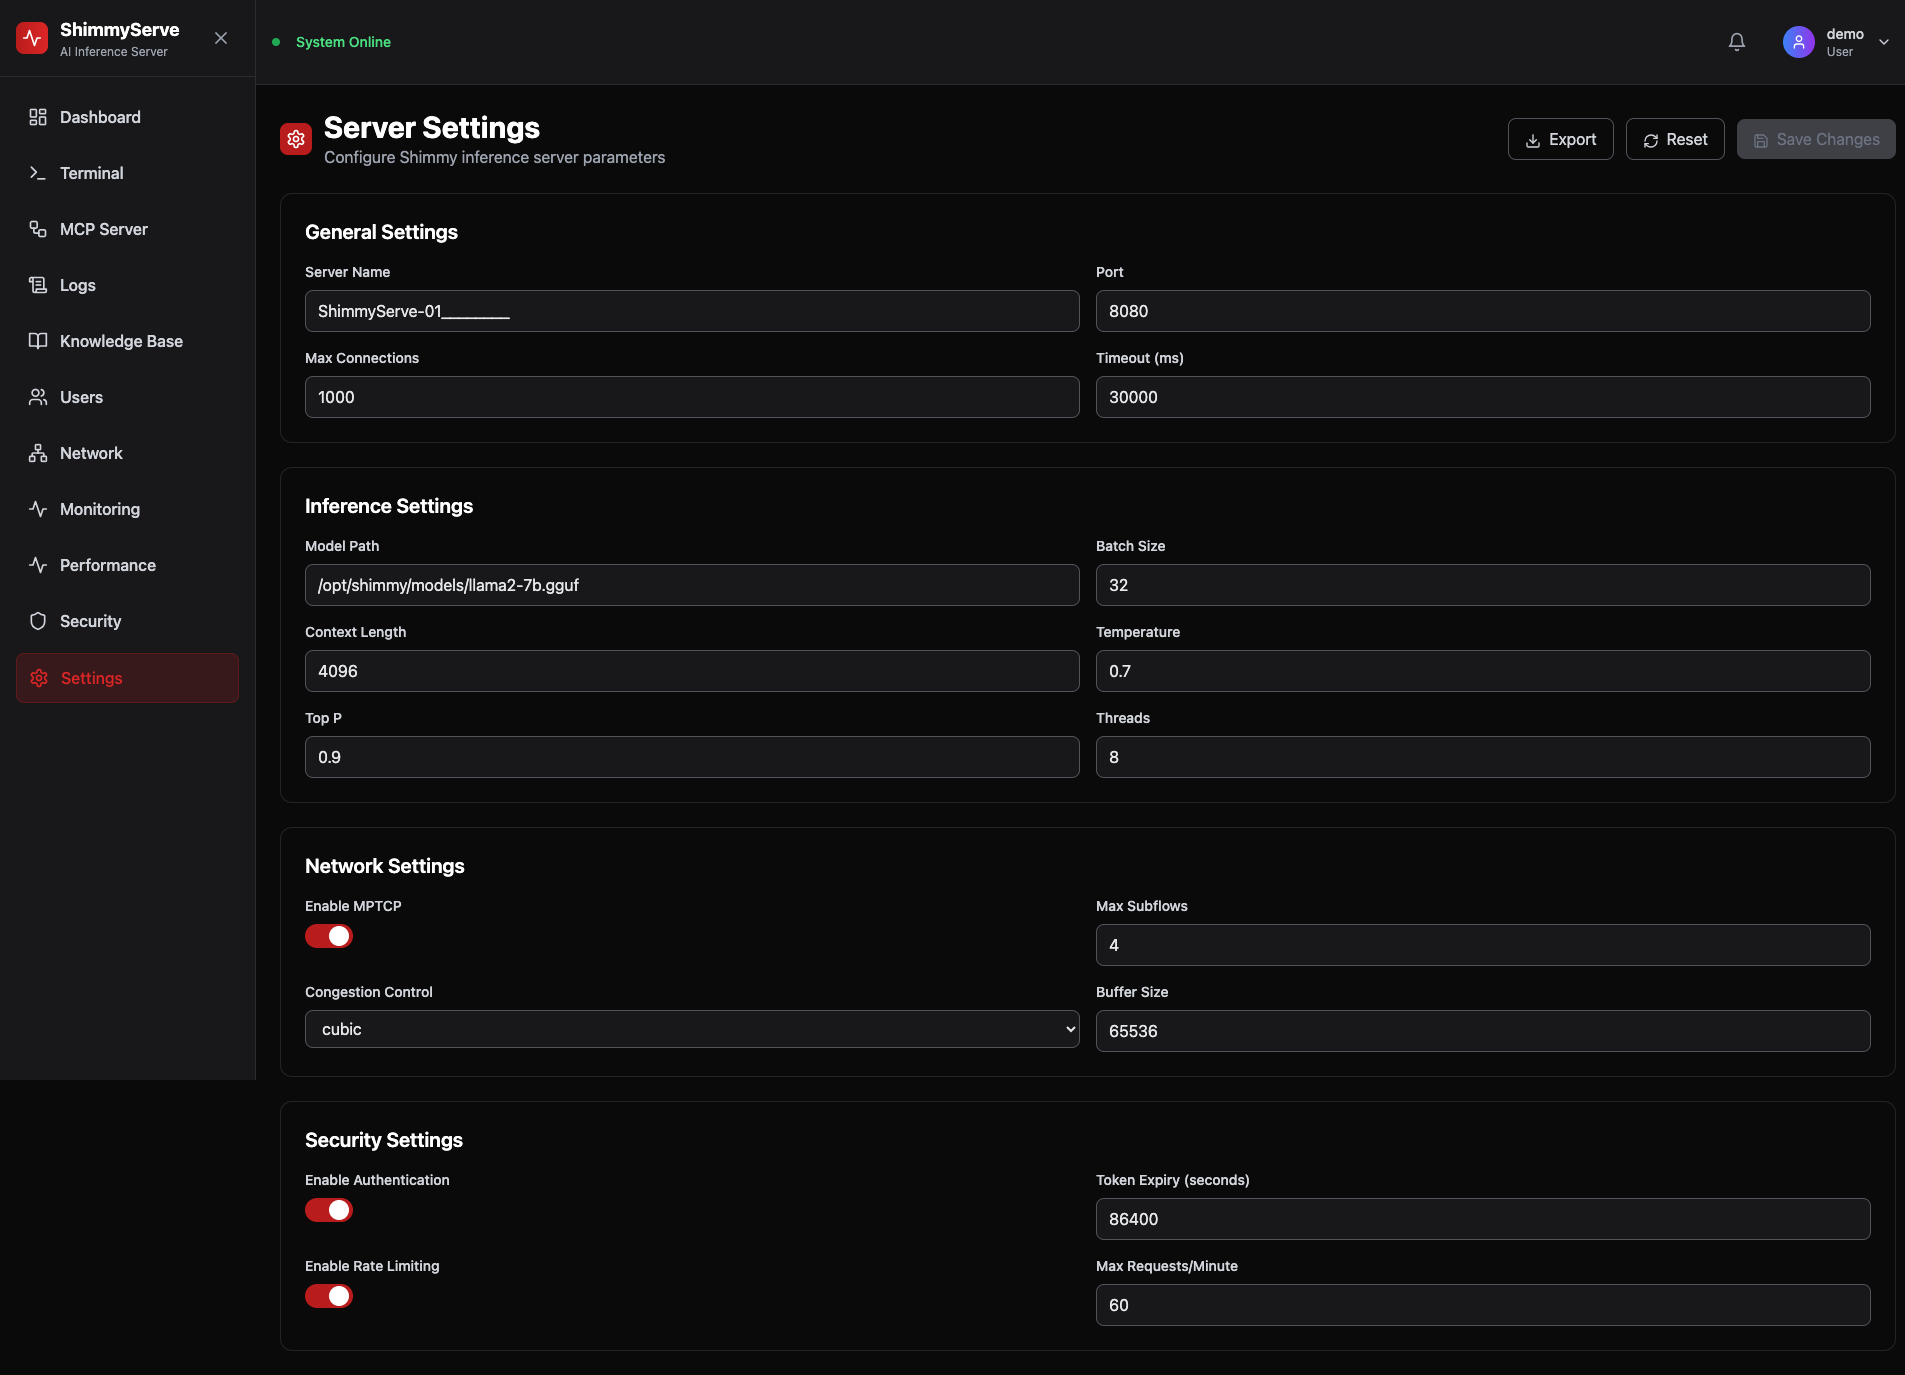 ShimmyServe
AI Inference Server
System Online
demo
User
Dashboard
Terminal
MCP Server
Logs
Knowledge Base
Users
Network
Monitoring
Performance
Security
Settings
Server Settings
Configure Shimmy inference server parameters
Export
Reset
Save Changes
General Settings
Server Name
ShimmyServe-01________
Port
8080
Max Connections
1000
Timeout (ms)
30000
Inference Settings
Model Path
/opt/shimmy/models/llama2-7b.gguf
Batch Size
32
Context Length
4096
Temperature
0.7
Top P
0.9
Threads
8
Network Settings
Enable MPTCP
Max Subflows
4
Congestion Control
cubic
Buffer Size
65536
Security Settings
Enable Authentication
Token Expiry (seconds)
86400
Enable Rate Limiting
Max Requests/Minute
60